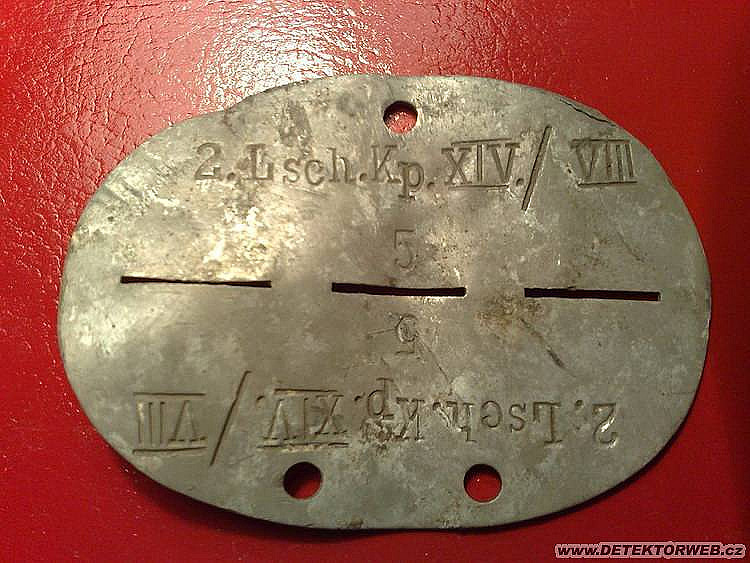 2. Lsch. Kp. XIV. / VIII
5
5
2. Lsch. Kp. XIV. / VIII
www.DETEKTORWEB.cz